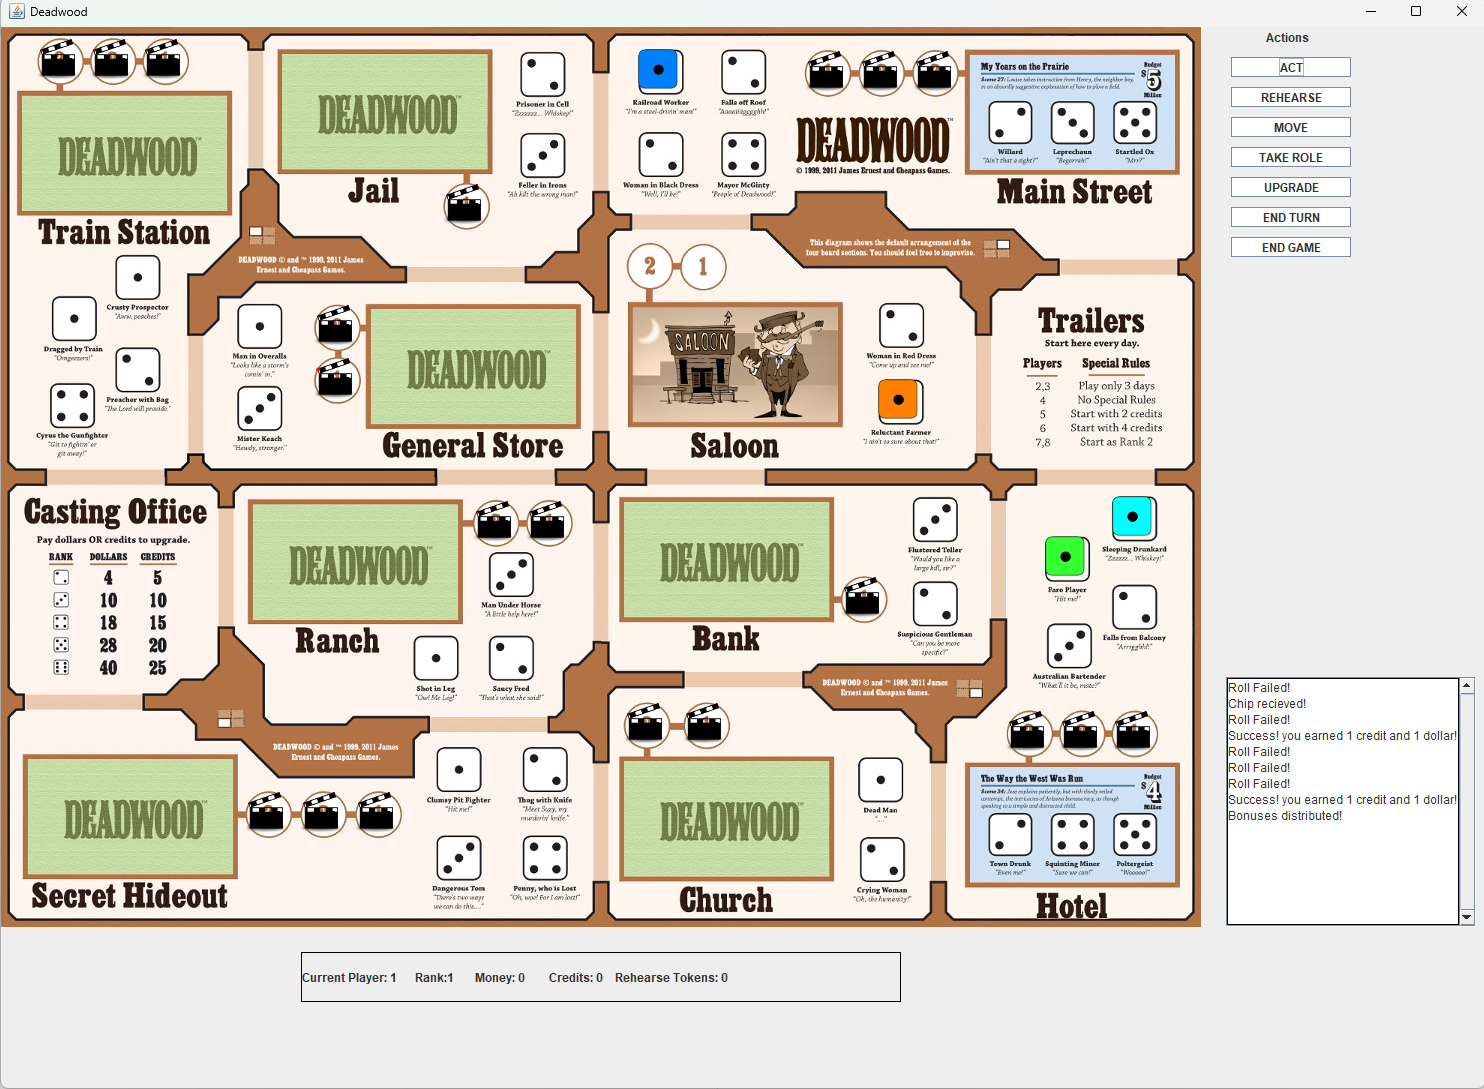 Deadwood
Actions
ACT
REHEARSE
MOVE
TAKE ROLE
UPGRADE
END TURN
END GAME
DEADWOOD™
Train Station
Crusty Prospector
"Aww, peaches!"
Dragged by Train
"Omgeezers!"
Preacher with Bag
"The Lord will provide."
Cyrus the Gunfighter
"Git to fightin' or
git away!"
DEADWOOD™
Jail
Prisoner in Cell
"Zzzzzzz... Whiskey!"
Feller in Irons
"Ah kilt the wrong man!"
DEADWOOD © and ™ 1999, 2011 James
Ernest and Cheapass Games.
Railroad Worker
"I'm a steel-drivin' man!"
Falls off Roof
"Aaaaiiiigggghh!"
Woman in Black Dress
"Well, I'll be!"
Mayor McGinty
"People of Deadwood!"
DEADWOOD™
© 1999, 2011 James Ernest and Cheapass Games.
My Years on the Prairie
Scene 27: Louise takes instruction from Henry, the neighbor boy,
in an absurdly suggestive explanation of how to plow a field.
Budget
$5
Million
Willard
"Ain't that a sight?"
Leprechaun
"Begorrah!"
Startled Ox
"Mrr?"
Main Street
This diagram shows the default arrangement of the
four board sections. You should feel free to improvise.
Man in Overalls
"Looks like a storm's
comin' in."
Mister Keach
"Howdy, stranger."
DEADWOOD™
General Store
2
1
SALOON
Saloon
Woman in Red Dress
"Come up and see me!"
Reluctant Farmer
"I ain't so sure about that!"
Trailers
Start here every day.
Players Special Rules
2,3 Play only 3 days
4 No Special Rules
5 Start with 2 credits
6 Start with 4 credits
7,8 Start as Rank 2
Casting Office
Pay dollars OR credits to upgrade.
RANK DOLLARS CREDITS
4 5
10 10
18 15
28 20
40 25
DEADWOOD™
Ranch
Man Under Horse
"A little help here!"
Shot in Leg
"Ow! Me Leg!"
Saucy Fred
"That's what she said!"
DEADWOOD™
Bank
Flustered Teller
"Would you like a
large bill, sir?"
Suspicious Gentleman
"Can you be more
specific?"
DEADWOOD © and ™ 1999, 2011 James
Ernest and Cheapass Games.
Sleeping Drunkard
"Zzzzzz... Whiskey!"
Faro Player
"Hit me!"
Falls from Balcony
"Arrrgghh!"
Australian Bartender
"What'll it be, mate?"
DEADWOOD © and ™ 1999, 2011 James
Ernest and Cheapass Games.
DEADWOOD™
Secret Hideout
Clumsy Pit Fighter
"Hit me!"
Thug with Knife
"Meet Suzy, my
murderin' knife."
Dangerous Tom
"There's two ways
we can do this...."
Penny, who is Lost
"Oh, woe! For I am lost!"
DEADWOOD™
Church
Dead Man
"..."
Crying Woman
"Oh, the humanity!"
The Way the West Was Run
Scene 34: Jose explains patiently, but with thinly veiled
contempt, the intricacies of Arizona bureaucracy, as though
speaking to a simple and distracted child.
Budget
$4
Million
Town Drunk
"Even me!"
Squinting Miner
"Sure we can!"
Poltergeist
"Wooooo!"
Hotel
Roll Failed!
Chip recieved!
Roll Failed!
Success! you earned 1 credit and 1 dollar!
Roll Failed!
Roll Failed!
Roll Failed!
Success! you earned 1 credit and 1 dollar!
Bonuses distributed!
Current Player: 1 Rank:1 Money: 0 Credits: 0 Rehearse Tokens: 0